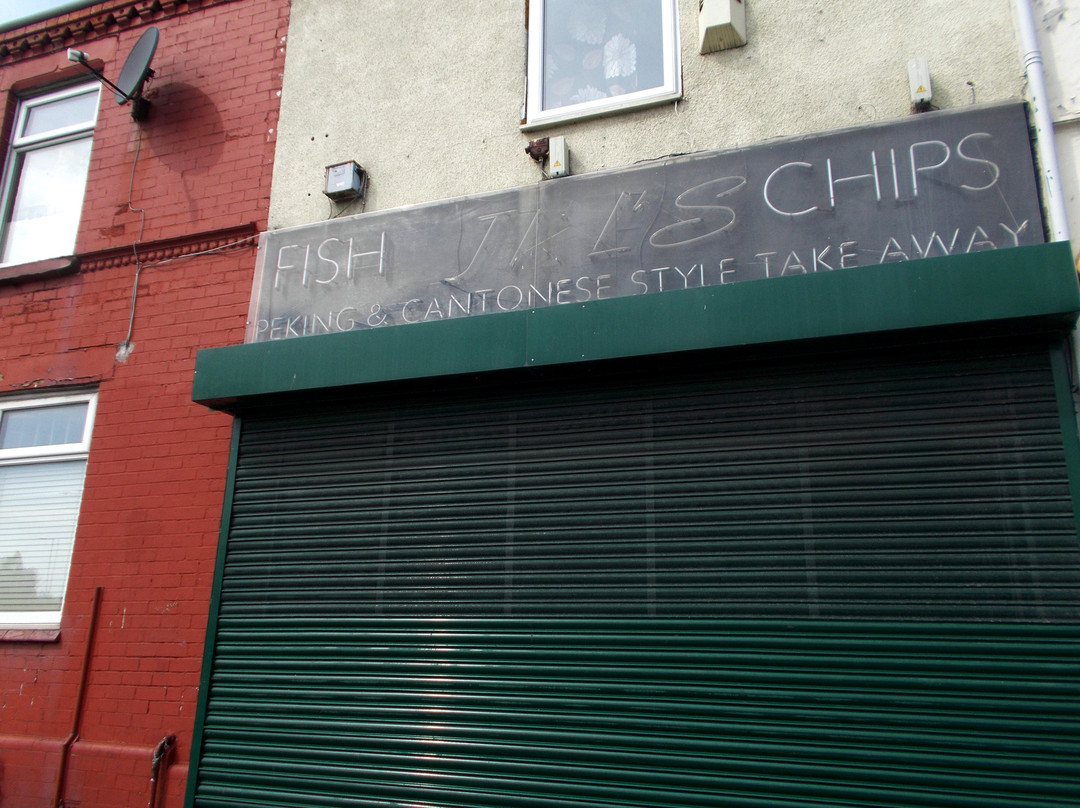 FISH CHIPS
PEKING & CANTONESE STYLE TAKE AWAY